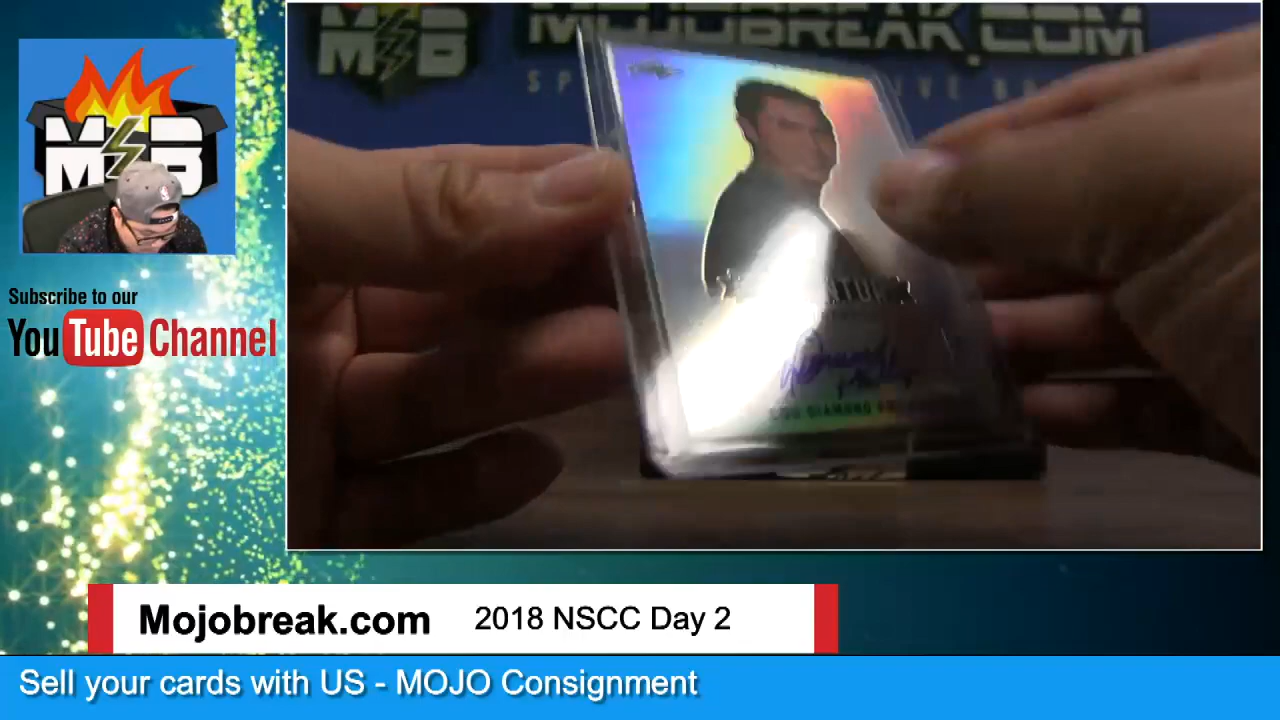 MOJOBREAK.COM
M B
M B
Subscribe to our
YouTube Channel
DIAMOND
Mojobreak.com 2018 NSCC Day 2
Sell your cards with US - MOJO Consignment